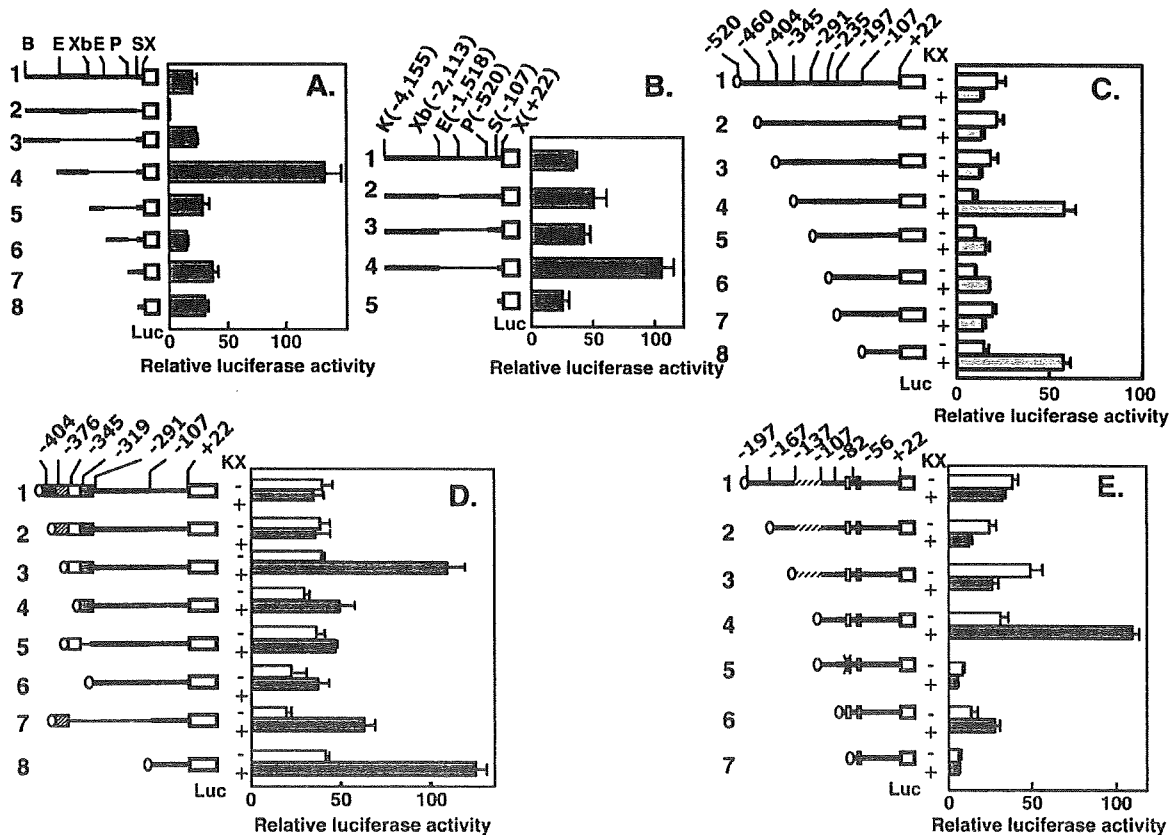 B E Xb E P S X
1
2
3
4
5
6
7
8
Luc
A.
0 50 100
Relative luciferase activity
K(-4,155)
Xb(-2,113)
E(-1,518)
P(-520)
S(-107)
X(+22)
1
2
3
4
5
Luc
B.
0 50 100
Relative luciferase activity
-520 -460 -404 -345 -291 -235 -197 -107 +22
KX
1 - +
2 - +
3 - +
4 - +
5 - +
6 - +
7 - +
8 - +
Luc
C.
0 50 100
Relative luciferase activity
-404 -376 -345 -319 -291 -107 +22
KX
1 - +
2 - +
3 - +
4 - +
5 - +
6 - +
7 - +
8 - +
Luc
D.
0 50 100
Relative luciferase activity
-197 -167 -137 -107 -82 -56 +22
KX
1 - +
2 - +
3 - +
4 - +
5 - +
6 - +
7 - +
Luc
E.
0 50 100
Relative luciferase activity